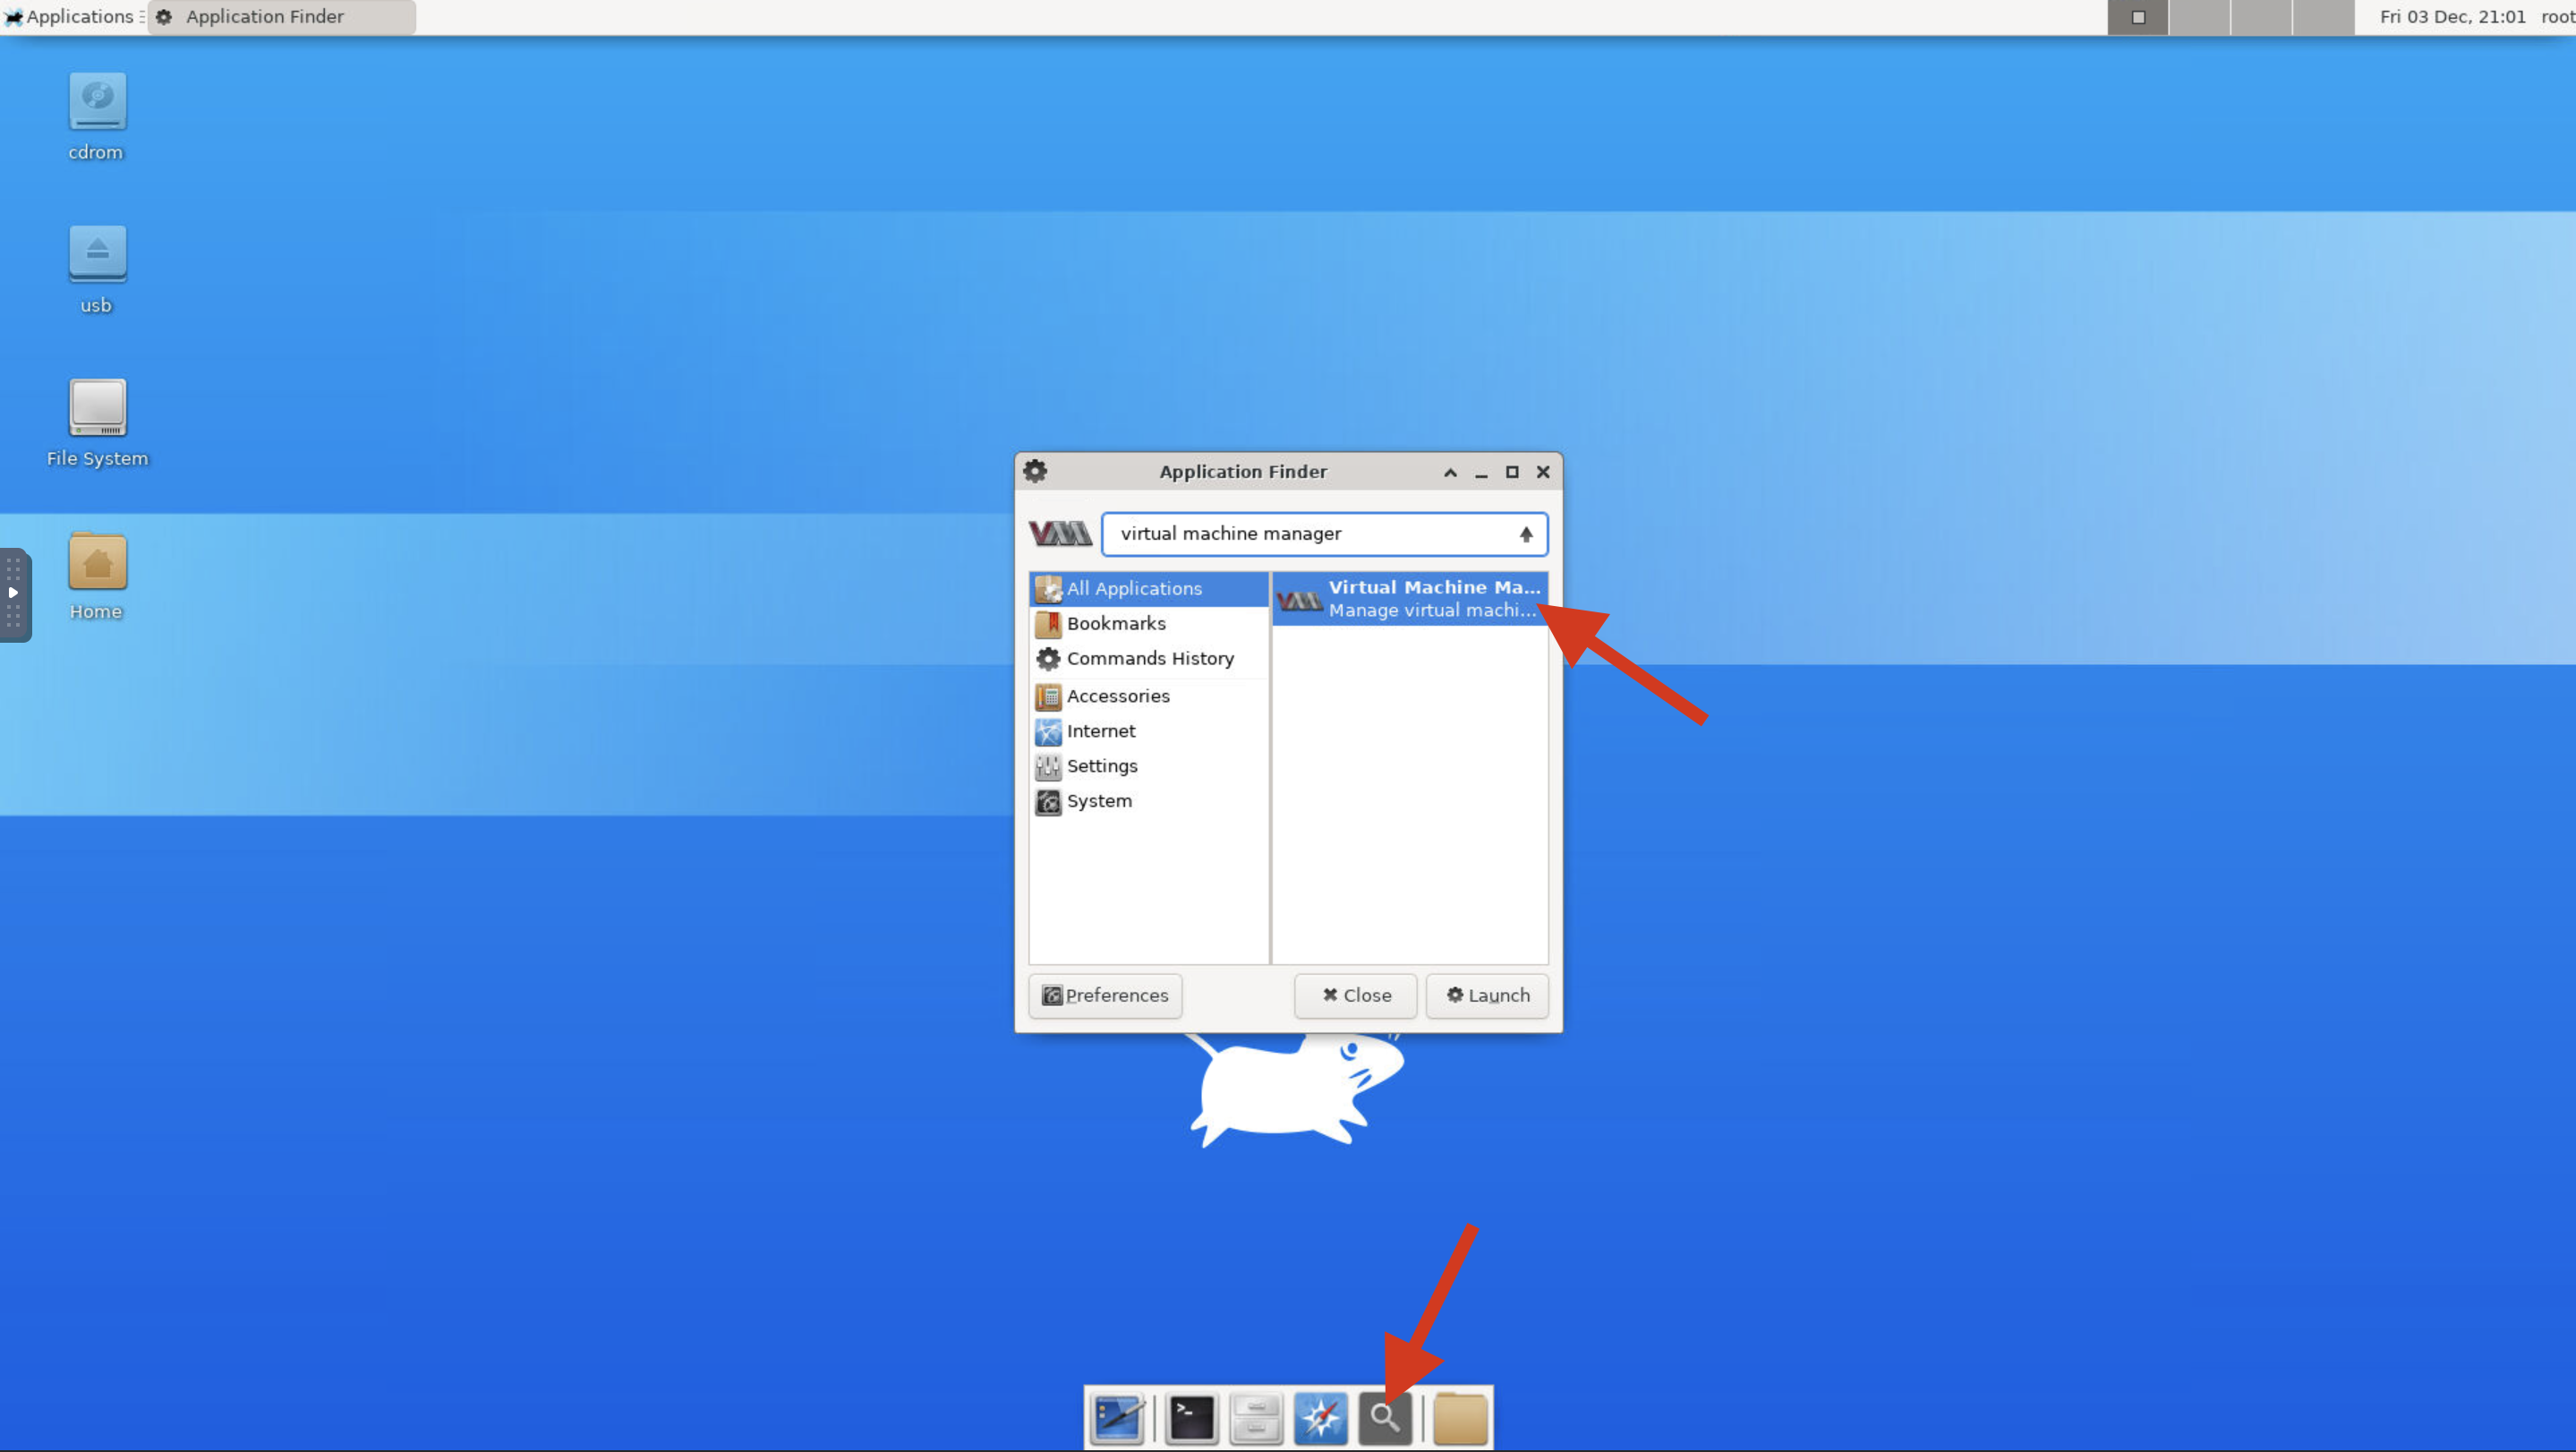 Applications
Application Finder
Fri 03 Dec, 21:01
root
cdrom
usb
File System
Home
Application Finder
virtual machine manager
All Applications
Bookmarks
Commands History
Accessories
Internet
Settings
System
Virtual Machine Ma...
Manage virtual machi...
Preferences
Close
Launch